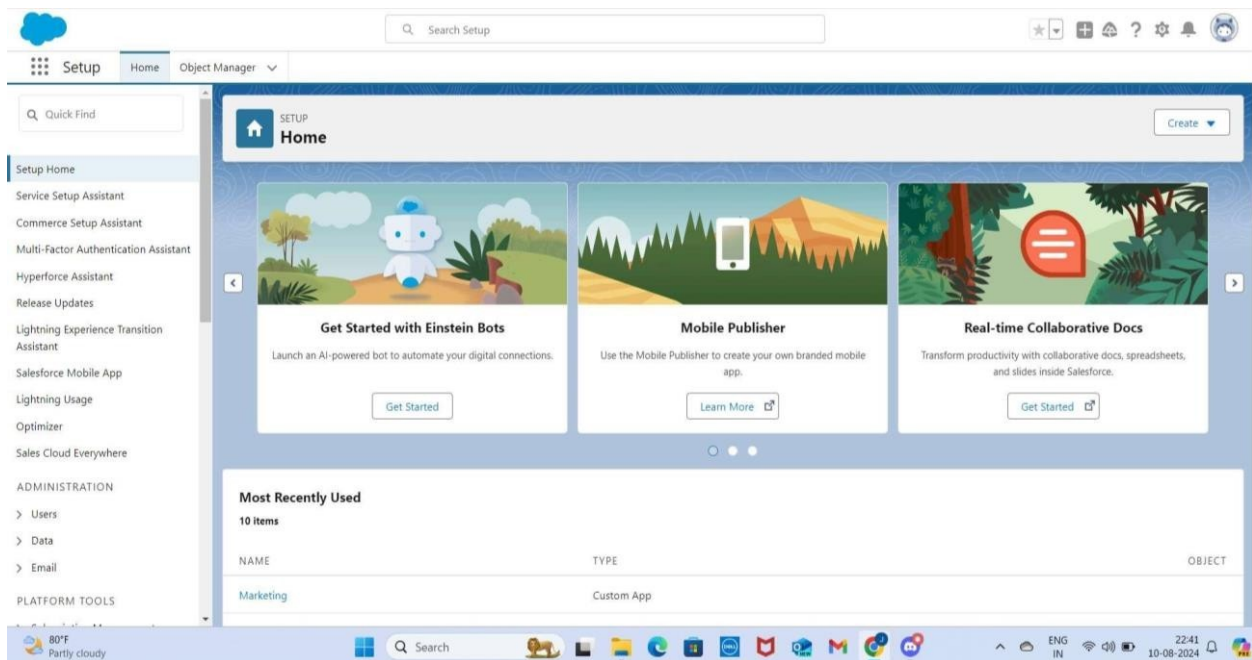 Search Setup
Setup
Home
Object Manager
Quick Find
Setup Home
Service Setup Assistant
Commerce Setup Assistant
Multi-Factor Authentication Assistant
Hyperforce Assistant
Release Updates
Lightning Experience Transition
Assistant
Salesforce Mobile App
Lightning Usage
Optimizer
Sales Cloud Everywhere
ADMINISTRATION
Users
Data
Email
PLATFORM TOOLS
SETUP
Home
Create
Get Started with Einstein Bots
Launch an AI-powered bot to automate your digital connections.
Get Started
Mobile Publisher
Use the Mobile Publisher to create your own branded mobile
app.
Learn More
Real-time Collaborative Docs
Transform productivity with collaborative docs, spreadsheets,
and slides inside Salesforce.
Get Started
Most Recently Used
10 items
NAME TYPE OBJECT
Marketing Custom App
80°F
Partly cloudy
Search
ENG
IN
22:41
10-08-2024